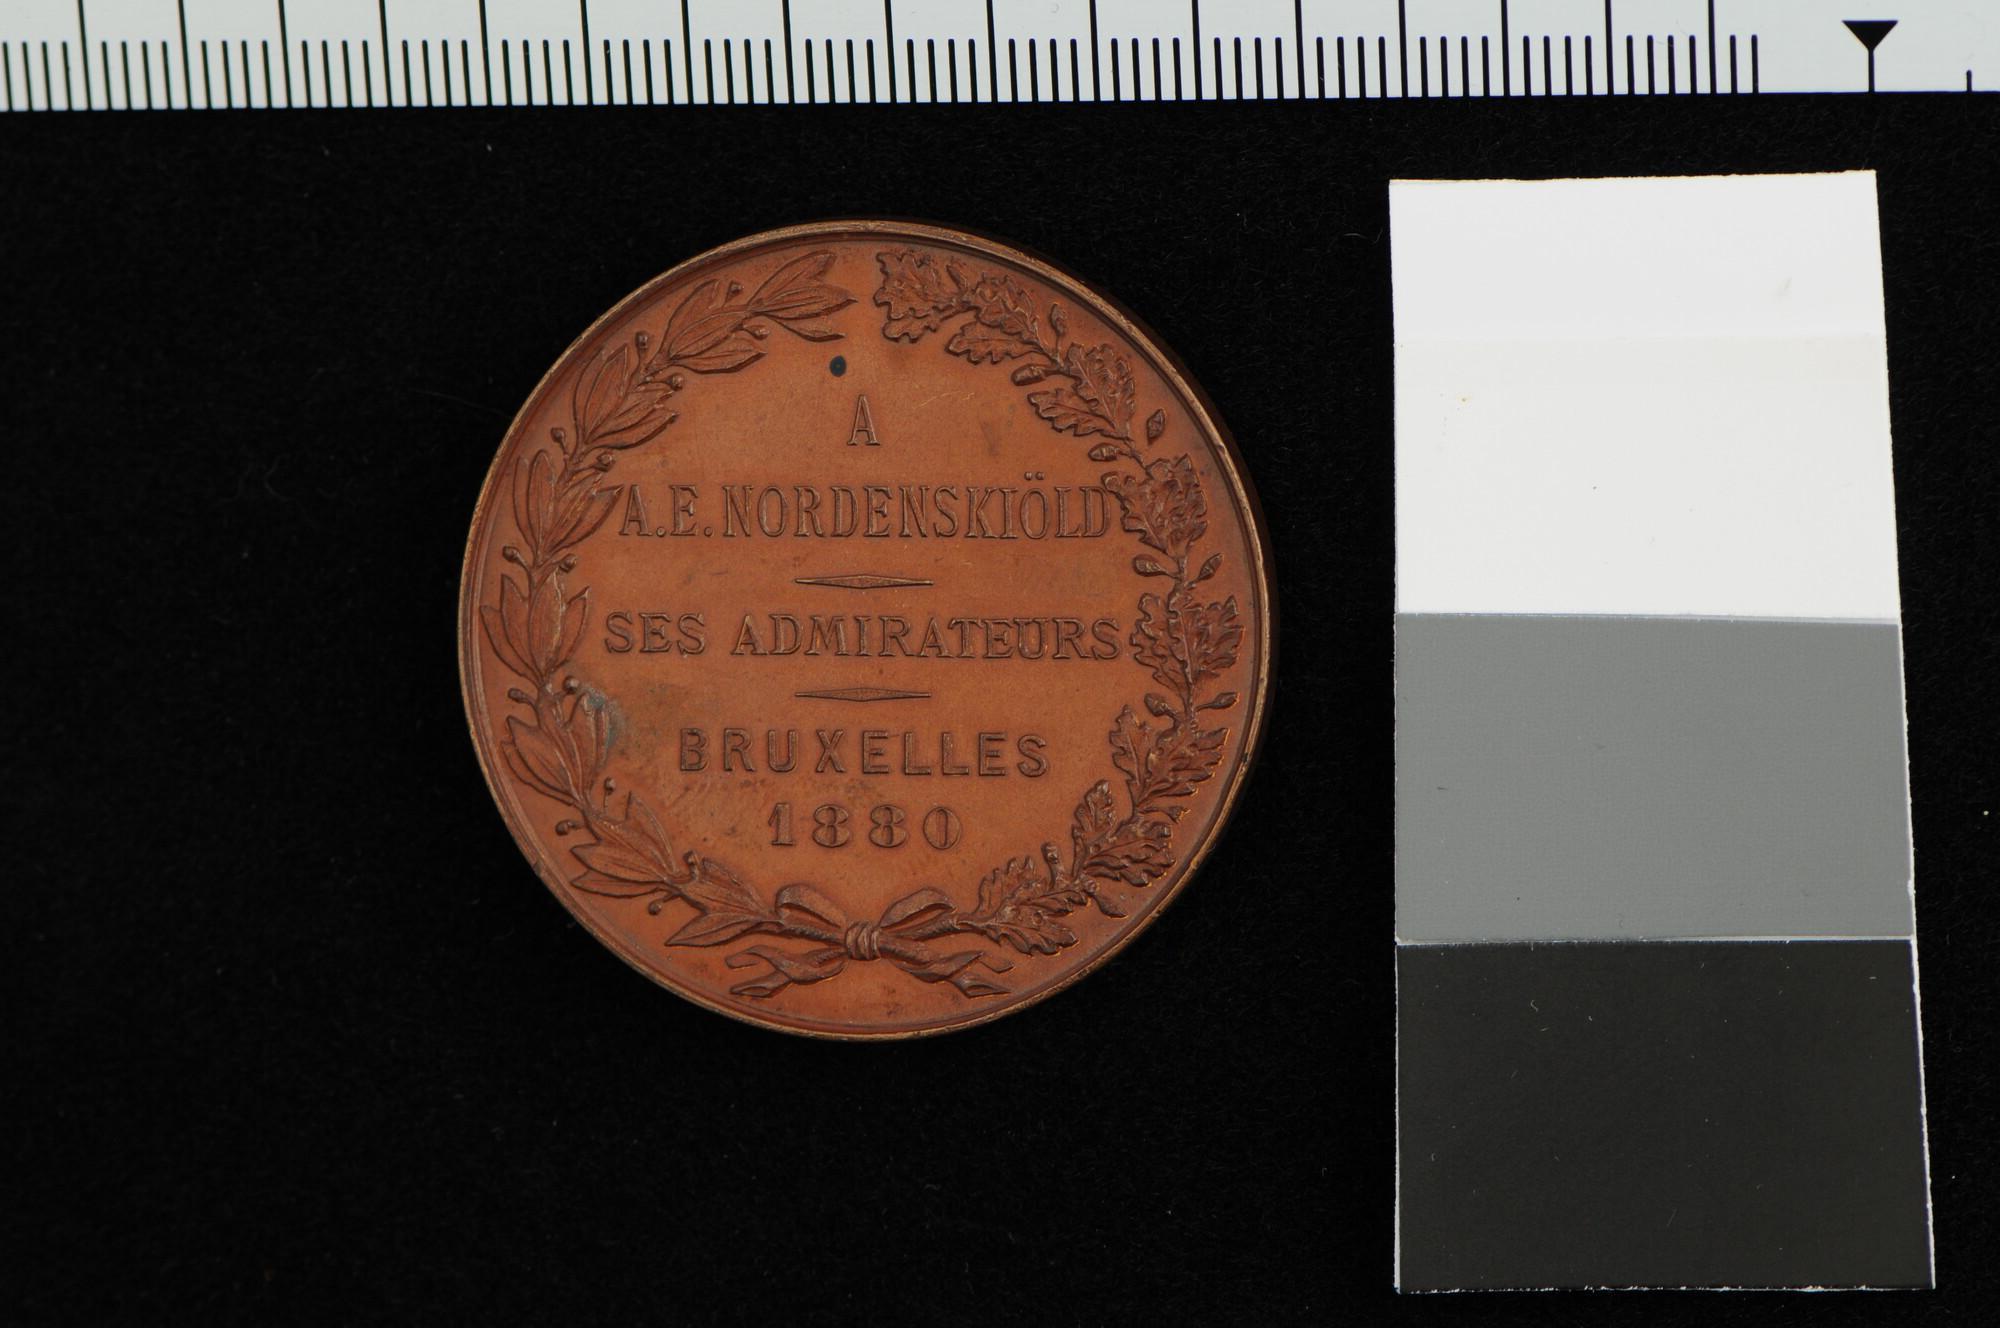 A
A.E. NORDENSKIÖLD
SES ADMIRATEURS
BRUXELLES
1880